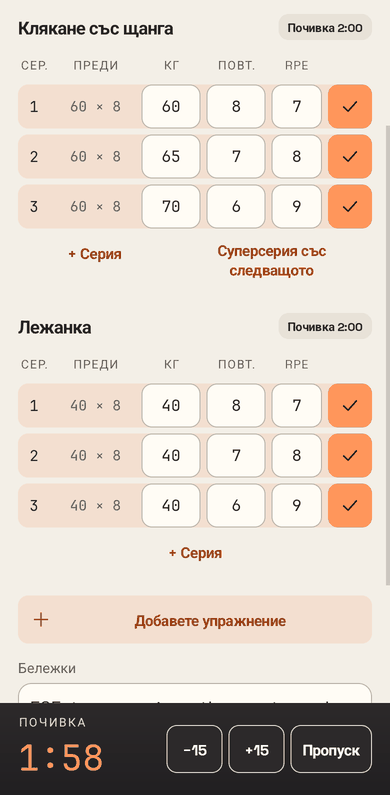 Клякане със щанга
Почивка 2:00
СЕР. ПРЕДИ КГ ПОВТ. RPE
1 60 × 8 60 8 7
2 60 × 8 65 7 8
3 60 × 8 70 6 9
+ Серия
Суперсерия със
следващото
Лежанка
Почивка 2:00
СЕР. ПРЕДИ КГ ПОВТ. RPE
1 40 × 8 40 8 7
2 40 × 8 40 7 8
3 40 × 8 40 6 9
+ Серия
Добавете упражнение
Бележки
ПОЧИВКА
1:58
-15
+15
Пропуск